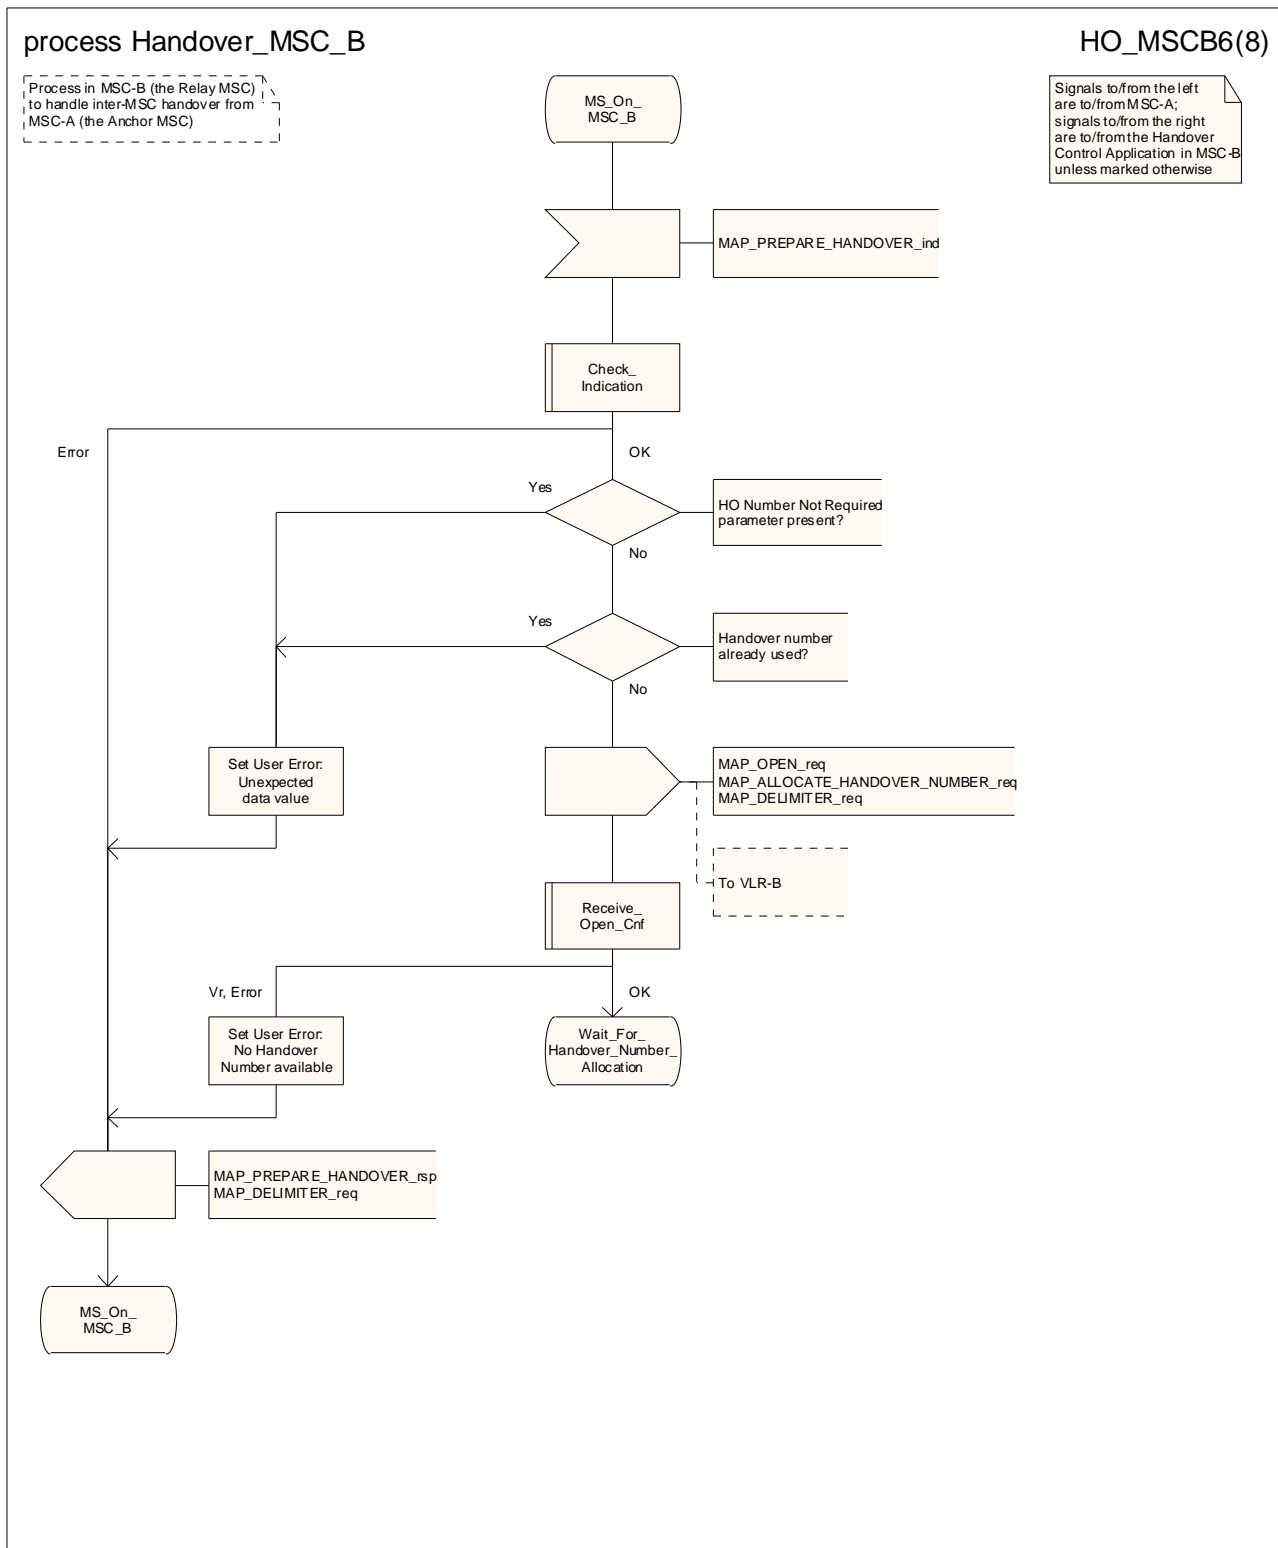 process Handover_MSC_B
HO_MSCB6(8)
Process in MSC-B (the Relay MSC)
to handle inter-MSC handover from
MSC-A (the Anchor MSC)
MS_On_
MSC_B
Signals to/from the left
are to/from MSC-A;
signals to/from the right
are to/from the Handover
Control Application in MSC-B
unless marked otherwise
MAP_PREPARE_HANDOVER_ind
Check_
Indication
Error
OK
Yes
HO Number Not Required
parameter present?
No
Yes
Handover number
already used?
No
Set User Error:
Unexpected
data value
MAP_OPEN_req
MAP_ALLOCATE_HANDOVER_NUMBER_req
MAP_DELIMITER_req
To VLR-B
Receive_
Open_Cnf
Vr, Error
OK
Set User Error:
No Handover
Number available
Wait_For_
Handover_Number_
Allocation
MAP_PREPARE_HANDOVER_rsp
MAP_DELIMITER_req
MS_On_
MSC_B